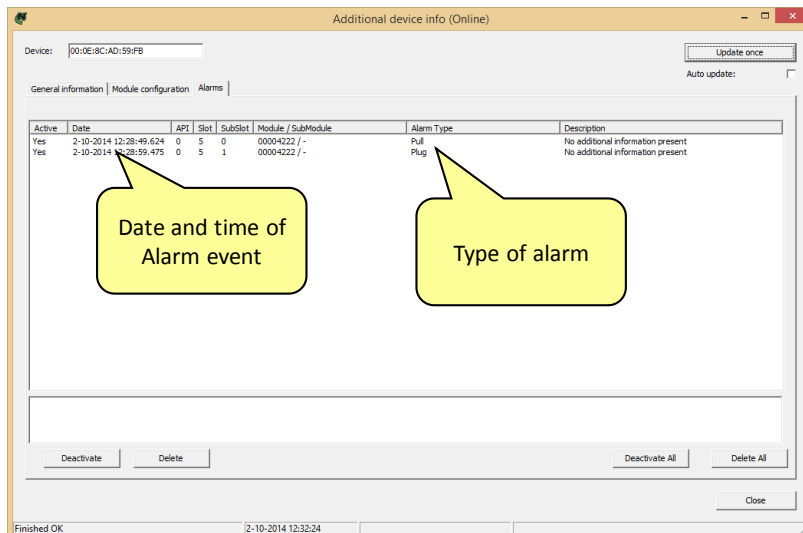 Additional device info (Online)
Device: 00:0E:8C:AD:59:FB
Update once
Auto update:
General information Module configuration Alarms
Active Date API Slot SubSlot Module / SubModule Alarm Type Description
Yes 2-10-2014 12:28:49.624 0 5 0 00004222 / - Pull No additional information present
Yes 2-10-2014 12:28:59.475 0 5 1 00004222 / - Plug No additional information present
Date and time of
Alarm event
Type of alarm
Deactivate Delete Deactivate All Delete All
Close
Finished OK 2-10-2014 12:32:24